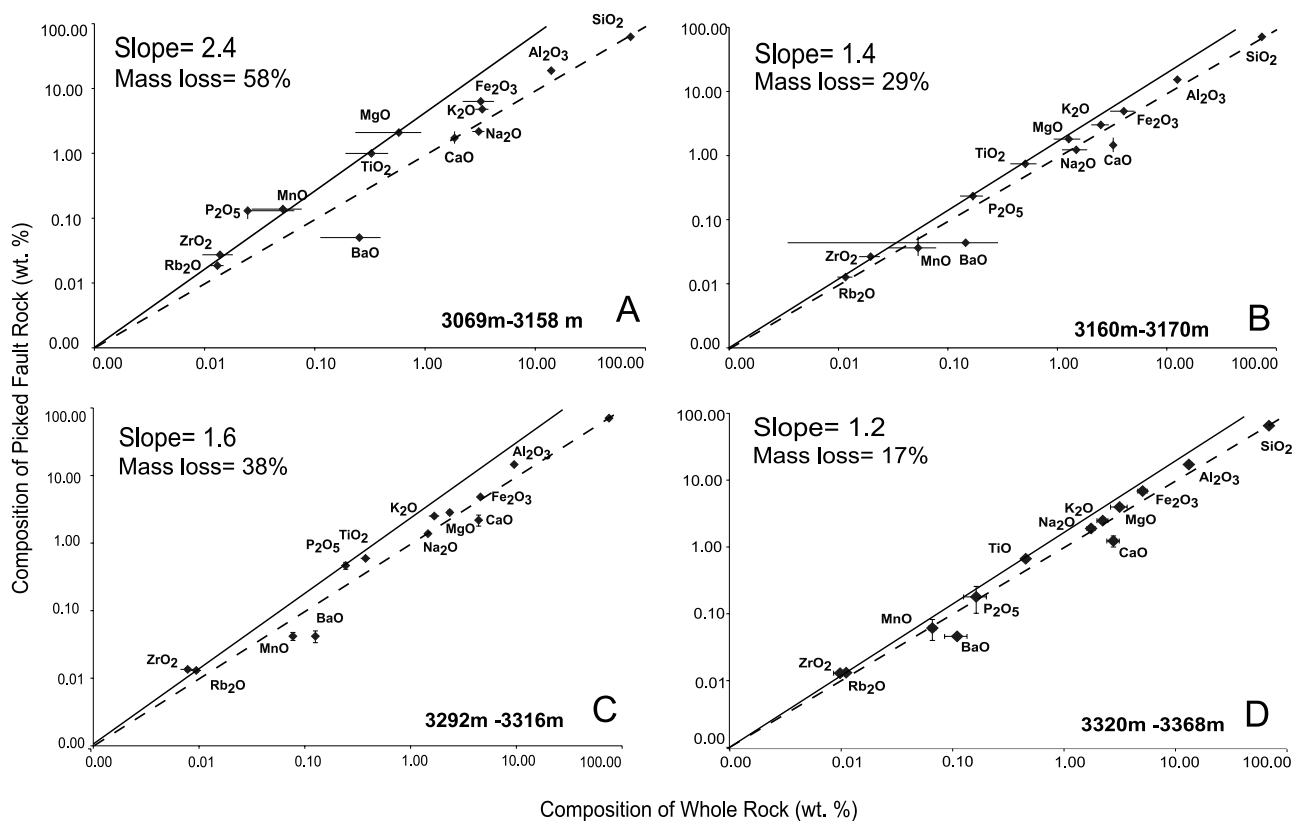 Composition of Picked Fault Rock (wt. %)
100.00
10.00
1.00
0.10
0.01
0.00
Slope= 2.4
Mass loss= 58%
SiO2
Al2O3
Fe2O3
K2O
Na2O
CaO
MgO
TiO2
MnO
P2O5
BaO
ZrO2
Rb2O
3069m-3158 m
A
0.00 0.01 0.10 1.00 10.00 100.00
100.00
10.00
1.00
0.10
0.01
0.00
Slope= 1.4
Mass loss= 29%
SiO2
Al2O3
K2O
Fe2O3
MgO
Na2O
CaO
TiO2
P2O5
ZrO2
MnO
BaO
Rb2O
3160m-3170m
B
0.00 0.01 0.10 1.00 10.00 100.00
100.00
10.00
1.00
0.10
0.01
0.00
Slope= 1.6
Mass loss= 38%
Al2O3
K2O
Fe2O3
MgO
CaO
Na2O
TiO2
P2O5
BaO
MnO
ZrO2
Rb2O
3292m -3316m
C
0.00 0.01 0.10 1.00 10.00 100.00
100.00
10.00
1.00
0.10
0.01
0.00
Slope= 1.2
Mass loss= 17%
SiO2
Al2O3
K2O
Fe2O3
Na2O
MgO
CaO
TiO
P2O5
MnO
BaO
ZrO2
Rb2O
3320m -3368m
D
0.00 0.01 0.10 1.00 10.00 100.00
Composition of Whole Rock (wt. %)